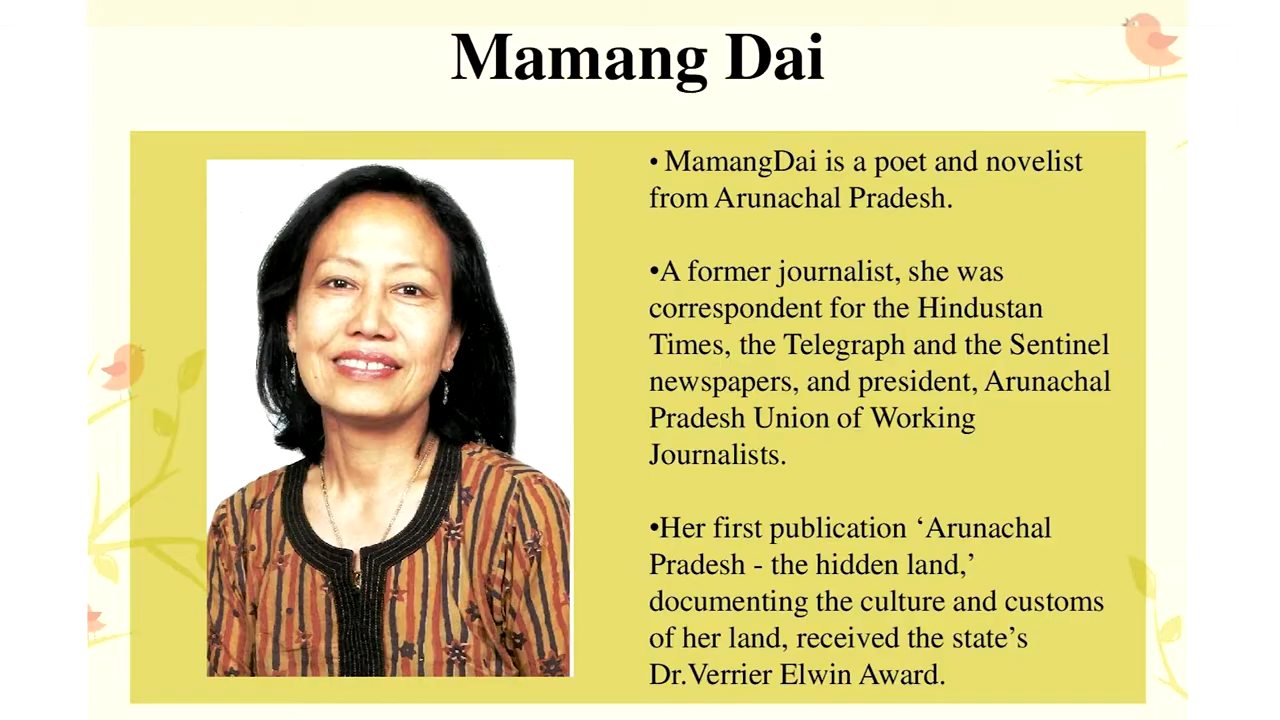 Mamang Dai
• MamangDai is a poet and novelist
from Arunachal Pradesh.
•A former journalist, she was
correspondent for the Hindustan
Times, the Telegraph and the Sentinel
newspapers, and president, Arunachal
Pradesh Union of Working
Journalists.
•Her first publication ‘Arunachal
Pradesh - the hidden land,’
documenting the culture and customs
of her land, received the state’s
Dr.Verrier Elwin Award.